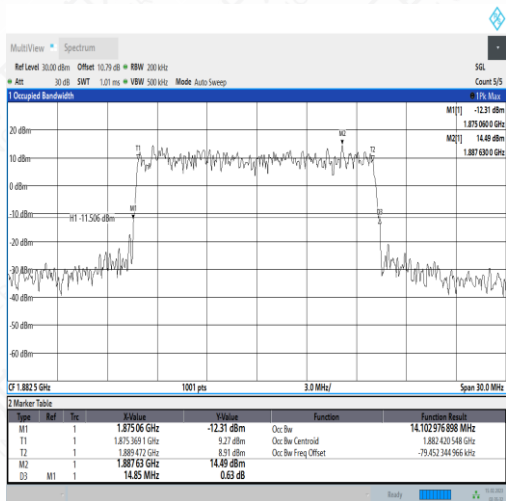 MultiView Spectrum
Ref Level 30.00 dBm Offset 10.79 dB RBW 200 kHz SGL
Att 30 dB SWT 1.01 ms VBW 500 kHz Mode Auto Sweep Count 5/5
1 Occupied Bandwidth 1Pk Max
M1[1] -12.31 dBm
1.875 060 0 GHz
M2[1] 14.49 dBm
1.887 630 0 GHz
20 dBm
M2
T1
T2
10 dBm
0 dBm
M1
-10 dBm
D3
H1 -11.506 dBm
-20 dBm
-30 dBm
-40 dBm
-50 dBm
-60 dBm
CF 1.882 5 GHz 1001 pts 3.0 MHz/ Span 30.0 MHz
2 Marker Table
Type Ref Trc X-Value Y-Value Function Function Result
M1 1 1.875 06 GHz -12.31 dBm Occ Bw 14.102 976 898 MHz
T1 1 1.875 369 1 GHz 9.27 dBm Occ Bw Centroid 1.882 420 548 GHz
T2 1 1.889 472 GHz 8.91 dBm Occ Bw Freq Offset -79.452 344 966 kHz
M2 1 1.887 63 GHz 14.49 dBm
D3 M1 1 14.85 MHz 0.63 dB
Ready